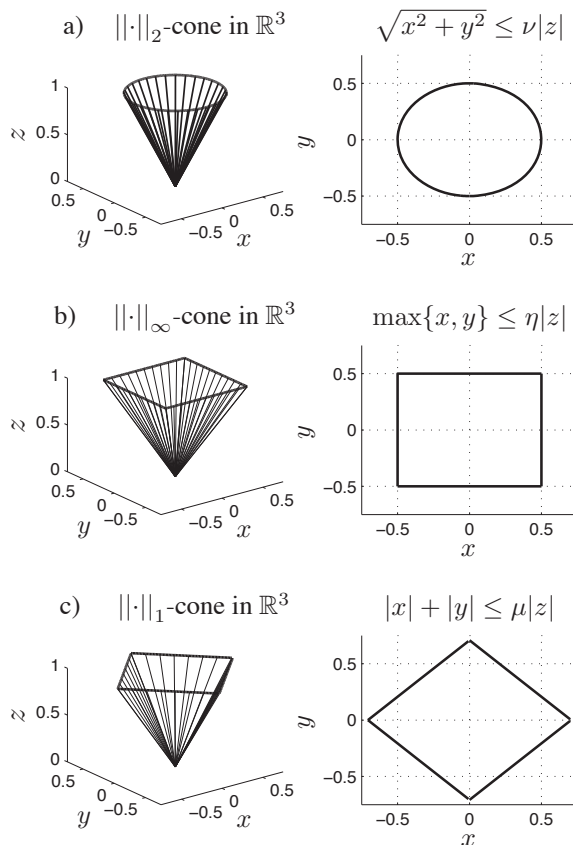 a) ||·||₂-cone in ℝ³
√(x² + y²) ≤ ν|z|
1
0.5
0
z
0.5
0
−0.5
y
−0.5
0
0.5
x
0.5
0
−0.5
y
−0.5
0
0.5
x
b) ||·||∞-cone in ℝ³
max{x, y} ≤ η|z|
1
0.5
0
z
0.5
0
−0.5
y
−0.5
0
0.5
x
0.5
0
−0.5
y
−0.5
0
0.5
x
c) ||·||₁-cone in ℝ³
|x| + |y| ≤ μ|z|
1
0.5
0
z
0.5
0
−0.5
y
−0.5
0
0.5
x
0.5
0
−0.5
y
−0.5
0
0.5
x